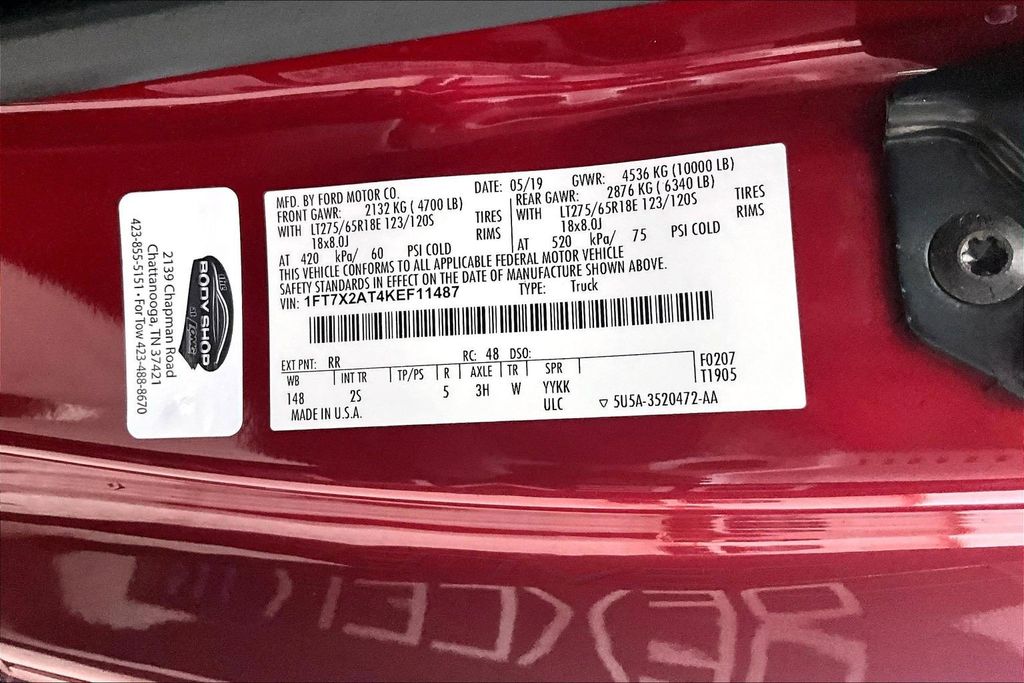 MFD. BY FORD MOTOR CO.
DATE: 05/19 GVWR: 4536 KG (10000 LB)
FRONT GAWR: 2132 KG ( 4700 LB)
WITH LT275/65R18E 123/120S TIRES
18x8.0J RIMS
AT 420 kPa/ 60 PSI COLD
REAR GAWR: 2876 KG ( 6340 LB)
WITH LT275/65R18E 123/120S TIRES
18x8.0J RIMS
AT 520 kPa/ 75 PSI COLD
THIS VEHICLE CONFORMS TO ALL APPLICABLE FEDERAL MOTOR VEHICLE
SAFETY STANDARDS IN EFFECT ON THE DATE OF MANUFACTURE SHOWN ABOVE.
VIN: 1FT7X2AT4KEF11487 TYPE: Truck
EXT PNT: RR RC: 48 DSO:
WB INT TR TP/PS R AXLE TR SPR
148 2S 5 3H W YYKK
ULC
F0207
T1905
MADE IN U.S.A.
▽ 5U5A-3520472-AA
THE
BODY SHOP
2139 Chapman Road
Chattanooga, TN 37421
423-855-5151 • For Tow 423-488-8670